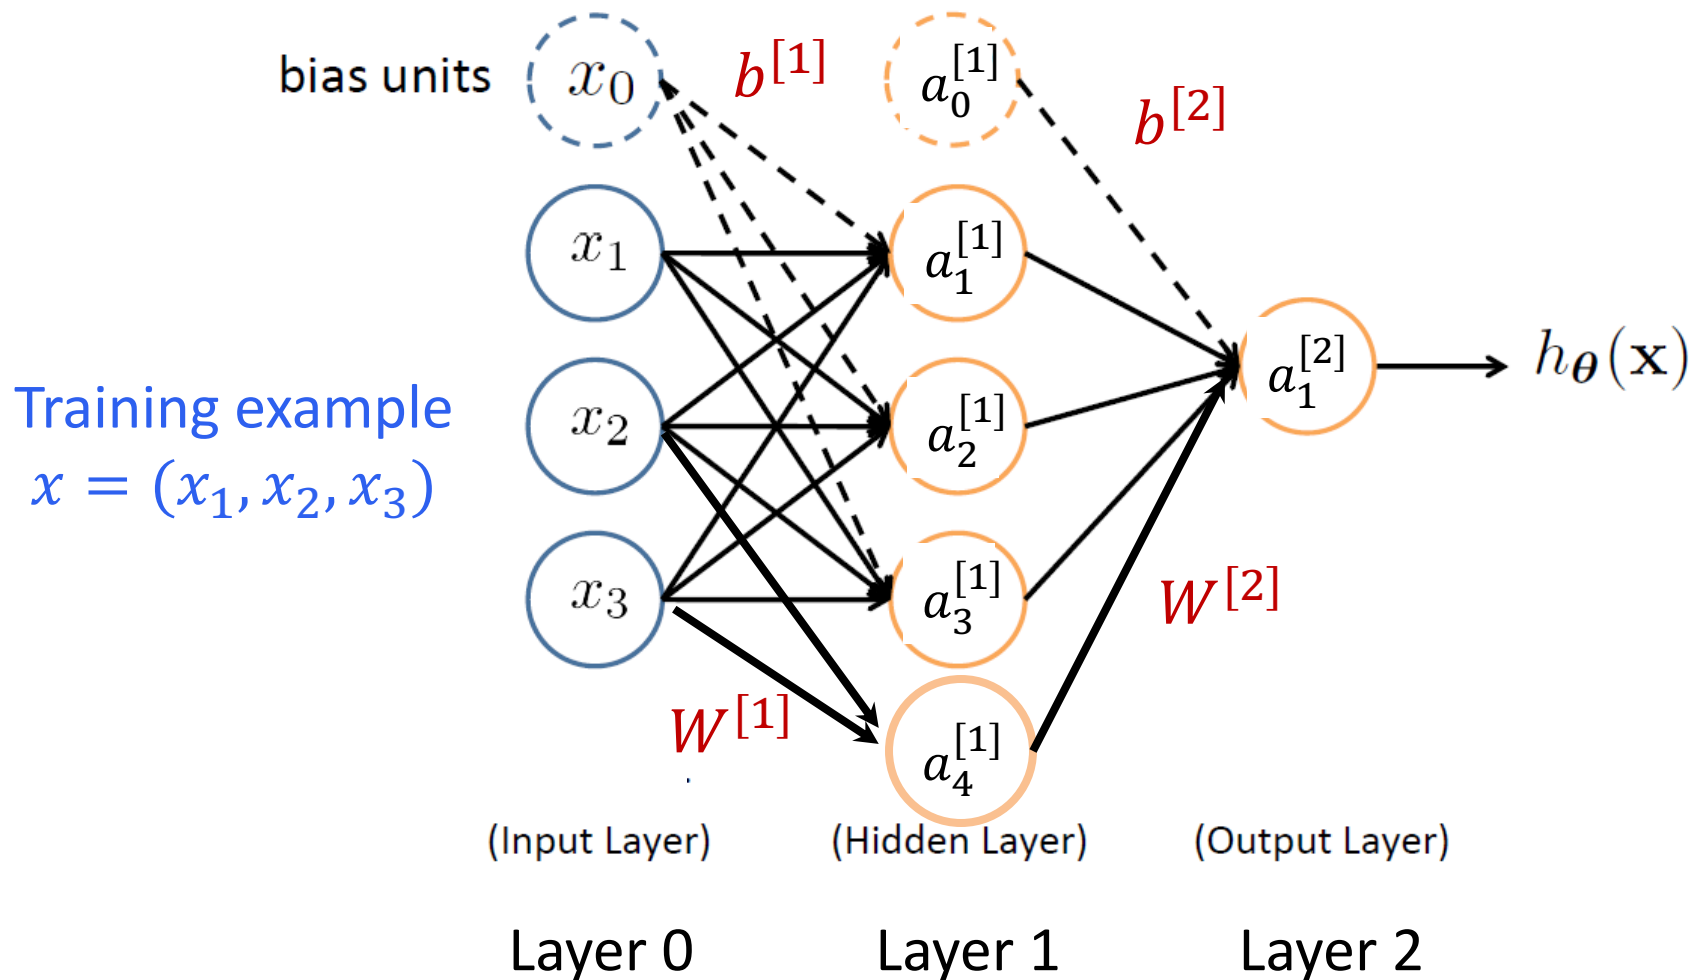 bias units
x₀
b^[1]
a₀^[1]
b^[2]
x₁
a₁^[1]
Training example
x = (x₁, x₂, x₃)
x₂
a₂^[1]
a₁^[2]
h_θ(x)
x₃
a₃^[1]
W^[2]
W^[1]
a₄^[1]
(Input Layer)
(Hidden Layer)
(Output Layer)
Layer 0
Layer 1
Layer 2